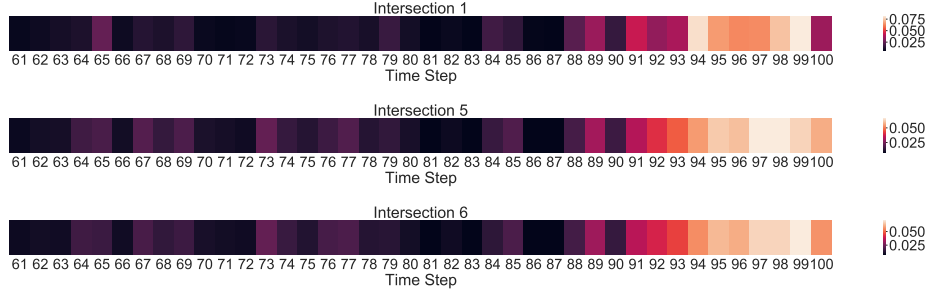 Intersection 1
0.075
0.050
0.025
61 62 63 64 65 66 67 68 69 70 71 72 73 74 75 76 77 78 79 80 81 82 83 84 85 86 87 88 89 90 91 92 93 94 95 96 97 98 99 100
Time Step
Intersection 5
0.050
0.025
61 62 63 64 65 66 67 68 69 70 71 72 73 74 75 76 77 78 79 80 81 82 83 84 85 86 87 88 89 90 91 92 93 94 95 96 97 98 99 100
Time Step
Intersection 6
0.050
0.025
61 62 63 64 65 66 67 68 69 70 71 72 73 74 75 76 77 78 79 80 81 82 83 84 85 86 87 88 89 90 91 92 93 94 95 96 97 98 99 100
Time Step